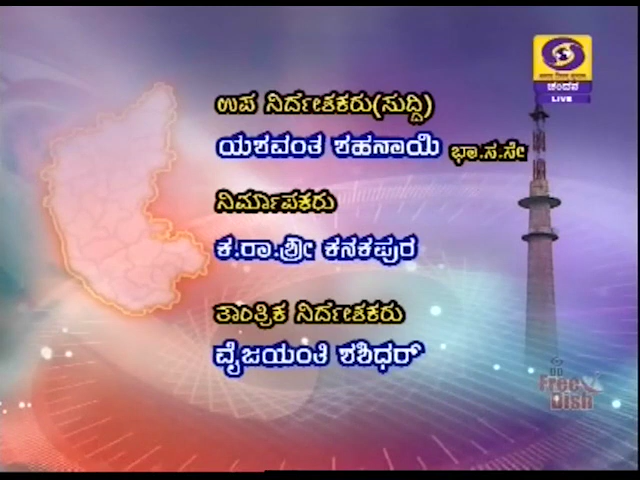 ಚಂದನ
LIVE
ಉಪ ನಿರ್ದೇಶಕರು(ಸುದ್ದಿ)
ಯಶವಂತ ಶಹನಾಯಿ ಭಾ.ಸ.ಸೇ
ನಿರ್ಮಾಪಕರು
ಕ.ರಾ.ಶ್ರೀ ಕನಕಪುರ
ತಾಂತ್ರಿಕ ನಿರ್ದೇಶಕರು
ವೈಜಯಂತಿ ಶಶಿಧರ್
DD
Free
Dish